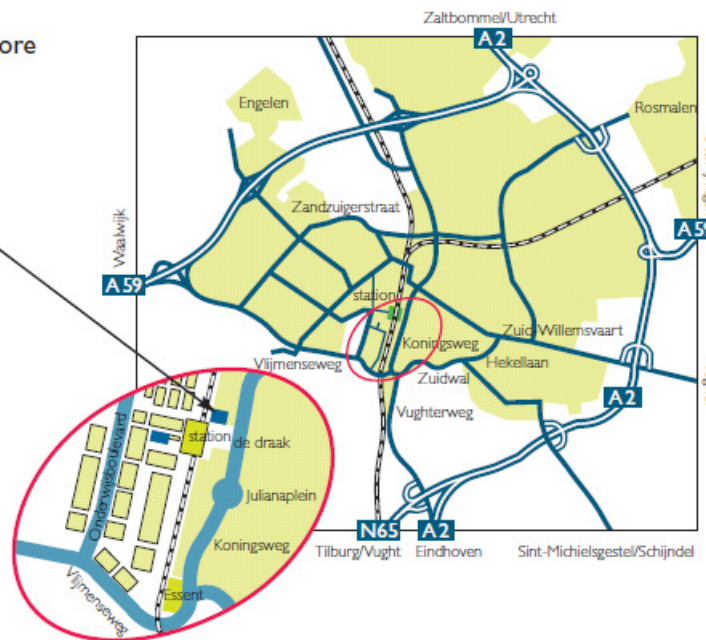 ore
Zaltbommel/Utrecht
A2
Engelen
Rosmalen
Zandzuigerstraat
Waalwijk
A59
A59
station
Koningsweg
Zuid-Willemsvaart
Vlijmenseweg
Hekellaan
Zuidwal
A2
Vughterweg
N65
A2
Tilburg/Vught
Eindhoven
Sint-Michielsgestel/Schijndel
Onderwijsboulevard
station
de draak
Julianaplein
Koningsweg
Essent
Vlijmenseweg